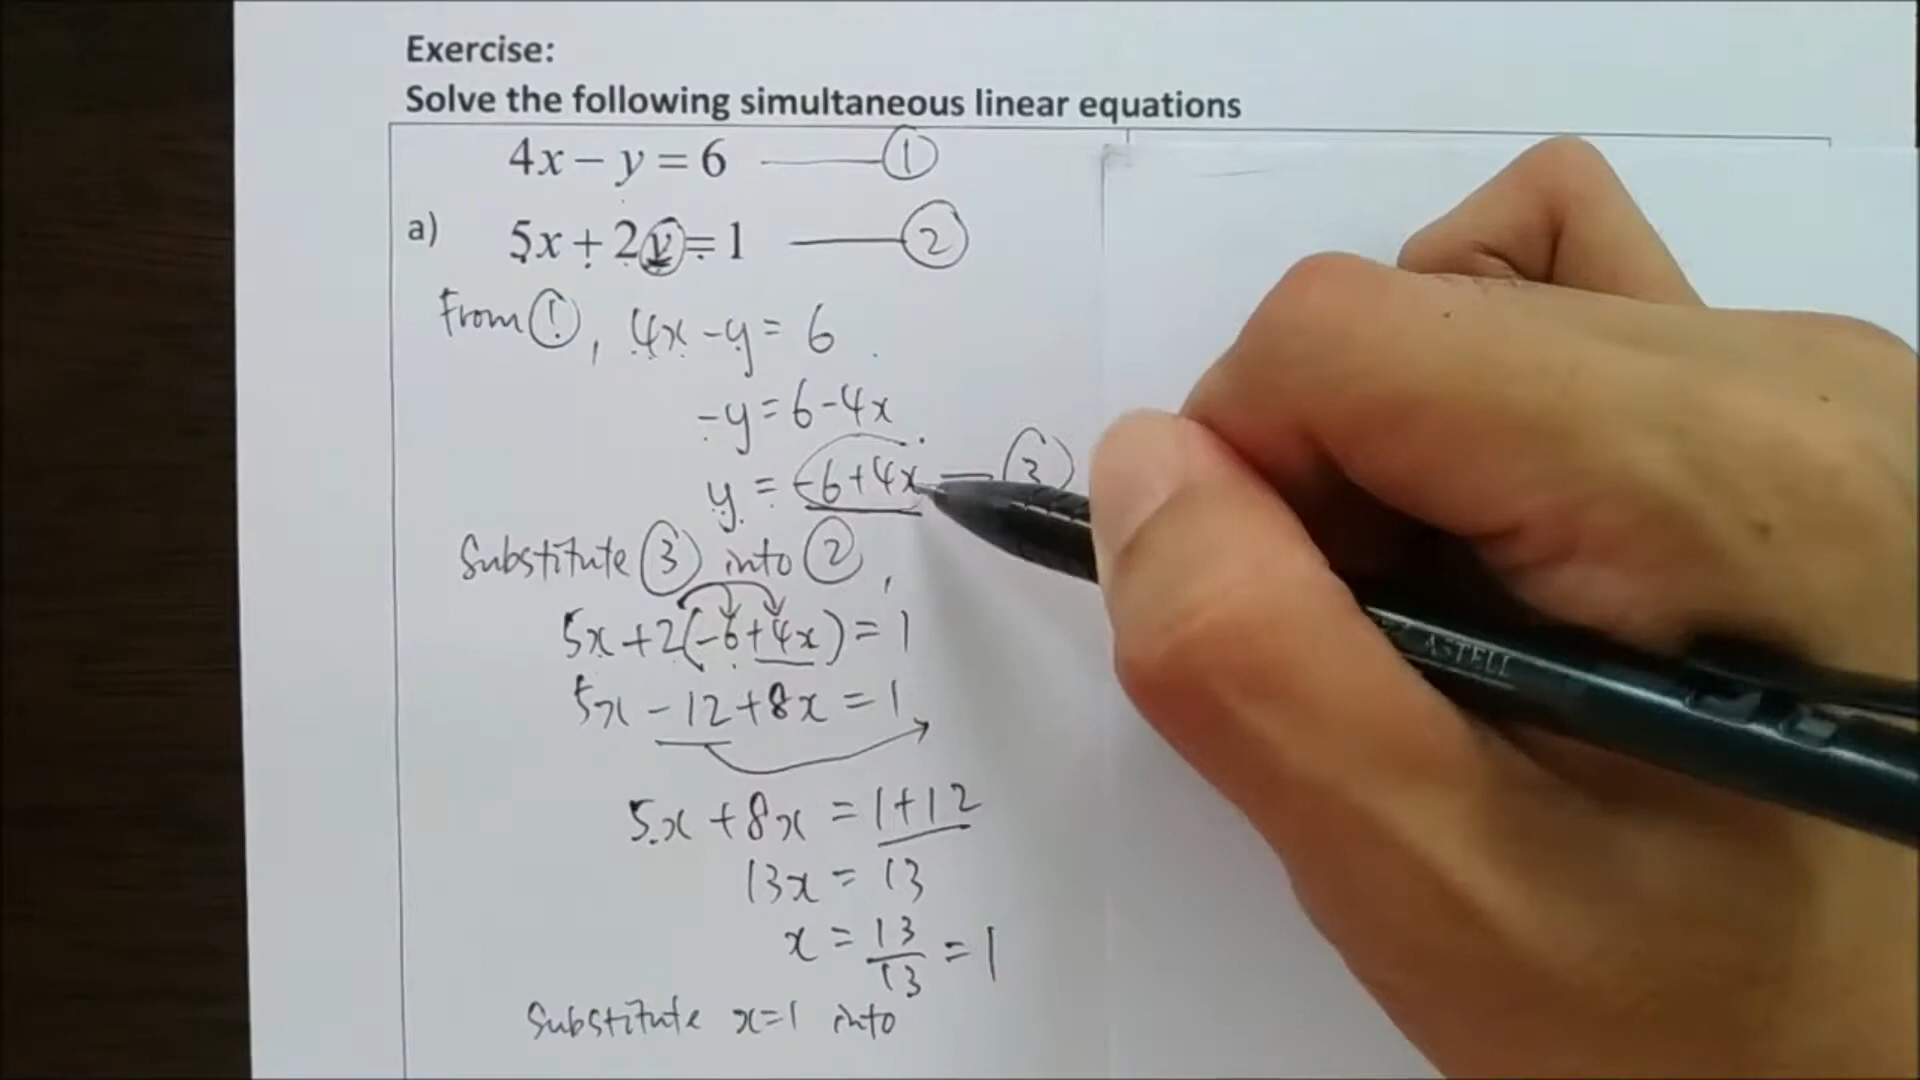 Exercise:
Solve the following simultaneous linear equations
4x − y = 6 ——— ①
a) 5x + 2y = 1 ——— ②
From ①, 4x - y = 6
-y = 6 - 4x
y = -6 + 4x — ③
Substitute ③ into ②,
5x + 2(-6 + 4x) = 1
5x - 12 + 8x = 1
5x + 8x = 1 + 12
13x = 13
x = 13/13 = 1
Substitute x = 1 into